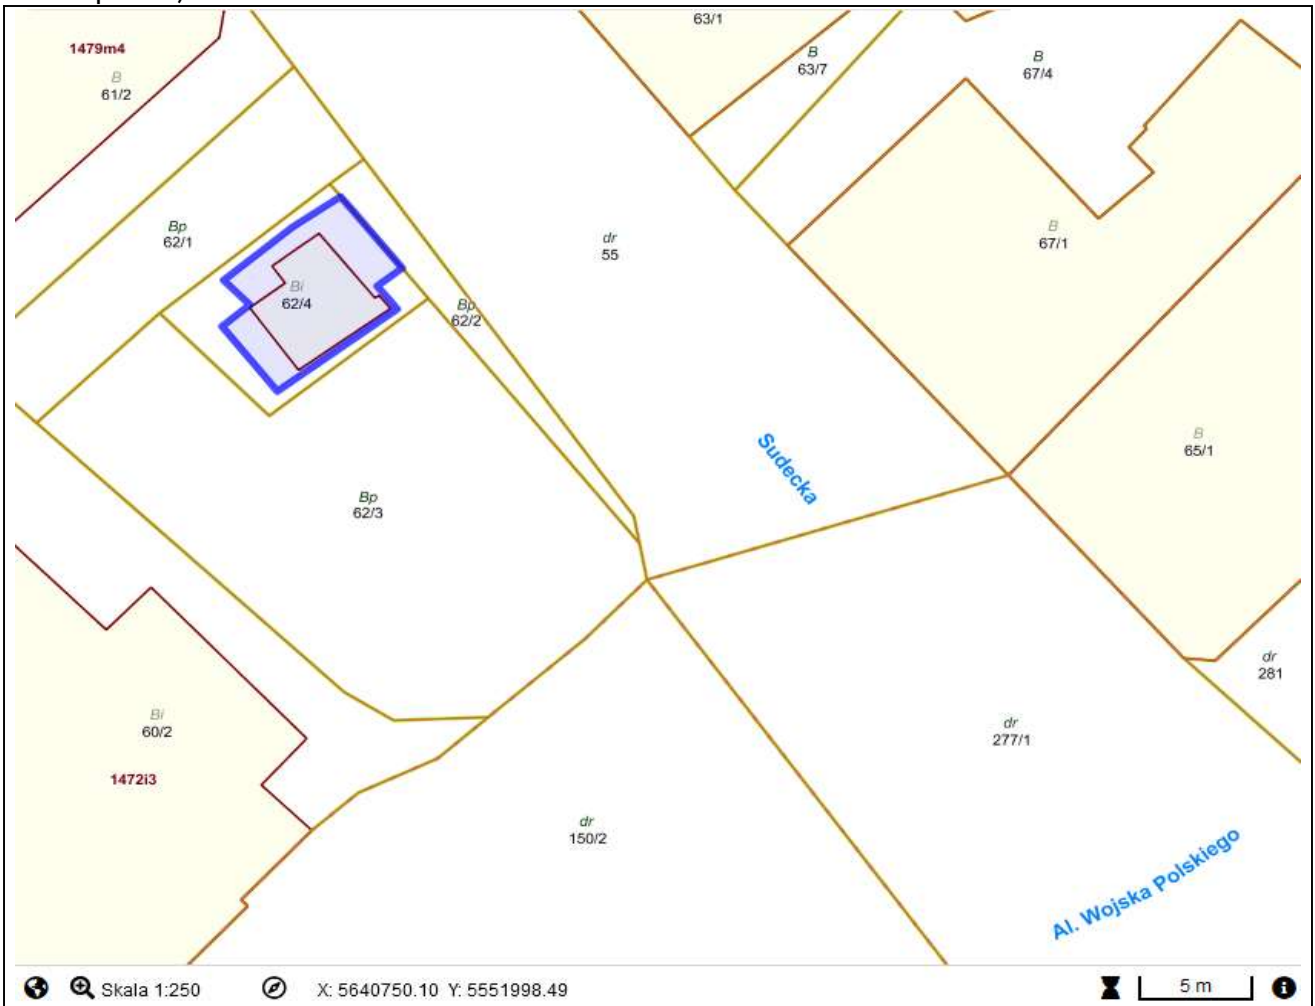 63/1
1479m4
B
61/2
B
63/7
B
67/4
Bp
62/1
dr
55
B
67/1
Bi
62/4
Bp
62/2
Sudecka
B
65/1
Bp
62/3
dr
281
Bi
60/2
dr
277/1
1472i3
dr
150/2
Al. Wojska Polskiego
Skala 1:250
X: 5640750.10 Y: 5551998.49
5 m